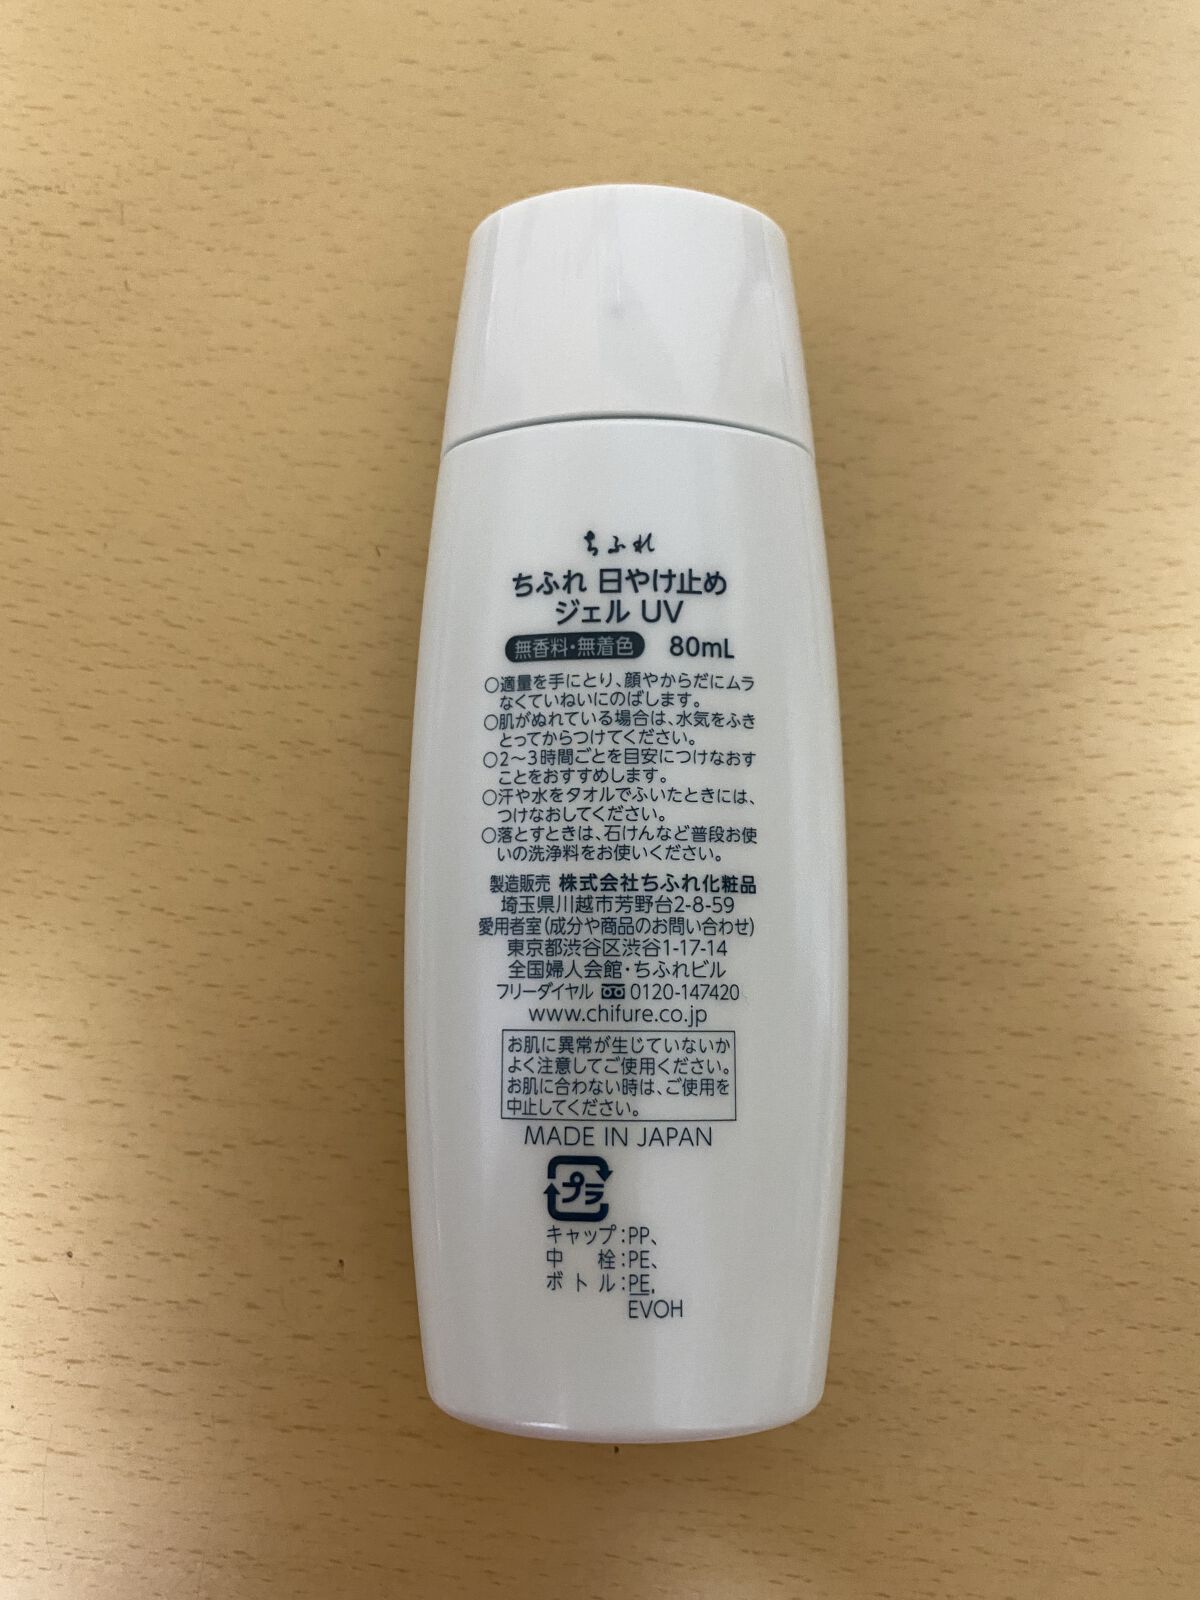 ちふれ
ちふれ 日やけ止め
ジェル UV
無香料・無着色 80mL
○適量を手にとり、顔やからだにムラ
なくていねいにのばします。
○肌がぬれている場合は、水気をふき
とってからつけてください。
○2～3時間ごとを目安につけなおす
ことをおすすめします。
○汗や水をタオルでふいたときには、
つけなおしてください。
○落とすときは、石けんなど普段お使
いの洗浄料をお使いください。
製造販売 株式会社ちふれ化粧品
埼玉県川越市芳野台2-8-59
愛用者室(成分や商品のお問い合わせ)
東京都渋谷区渋谷1-17-14
全国婦人会館・ちふれビル
フリーダイヤル 0120-147420
www.chifure.co.jp
お肌に異常が生じていないか
よく注意してご使用ください。
お肌に合わない時は、ご使用を
中止してください。
MADE IN JAPAN
プラ
キャップ:PP、
中 栓:PE、
ボトル:PE,
EVOH